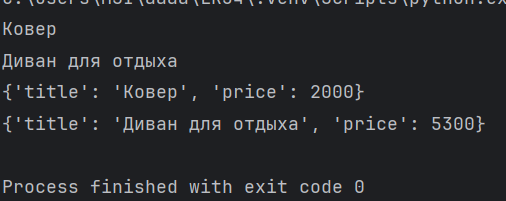 Ковер
Диван для отдыха
{'title': 'Ковер', 'price': 2000}
{'title': 'Диван для отдыха', 'price': 5300}
Process finished with exit code 0